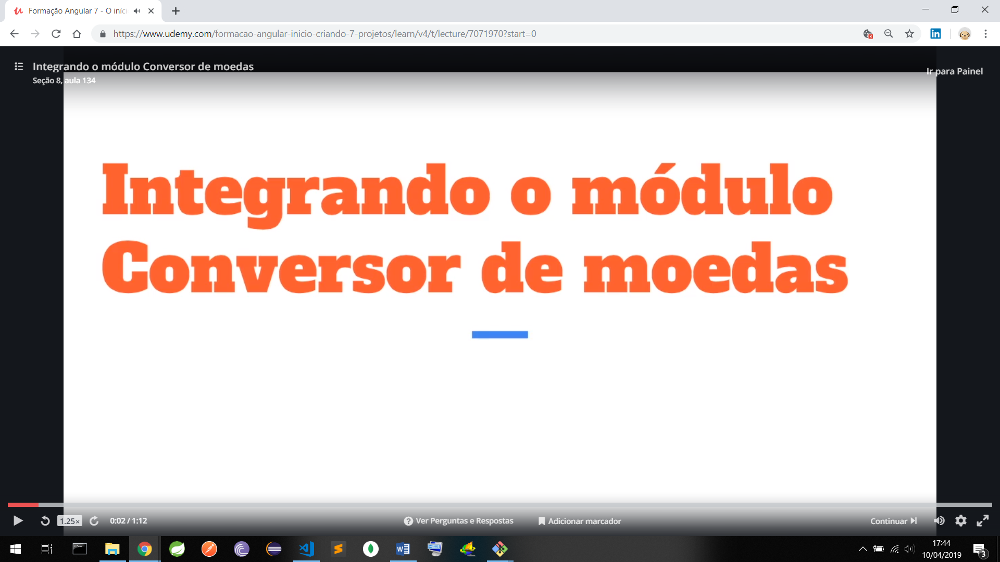 Formação Angular 7 - O iníci
https://www.udemy.com/formacao-angular-inicio-criando-7-projetos/learn/v4/t/lecture/7071970?start=0
Integrando o módulo Conversor de moedas
Seção 8, aula 134
Ir para Painel
Integrando o módulo
Conversor de moedas
1.25×
0:02 / 1:12
Ver Perguntas e Respostas
Adicionar marcador
Continuar
17:44
10/04/2019
3